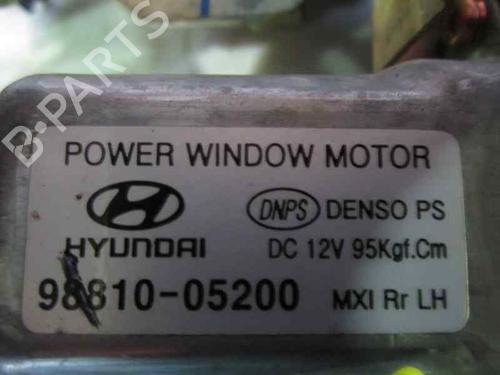 POWER WINDOW MOTOR
HYUNDAI
DNPS DENSO PS
DC 12V 95Kgf.Cm
98810-05200 MXI Rr LH
B-PARTS